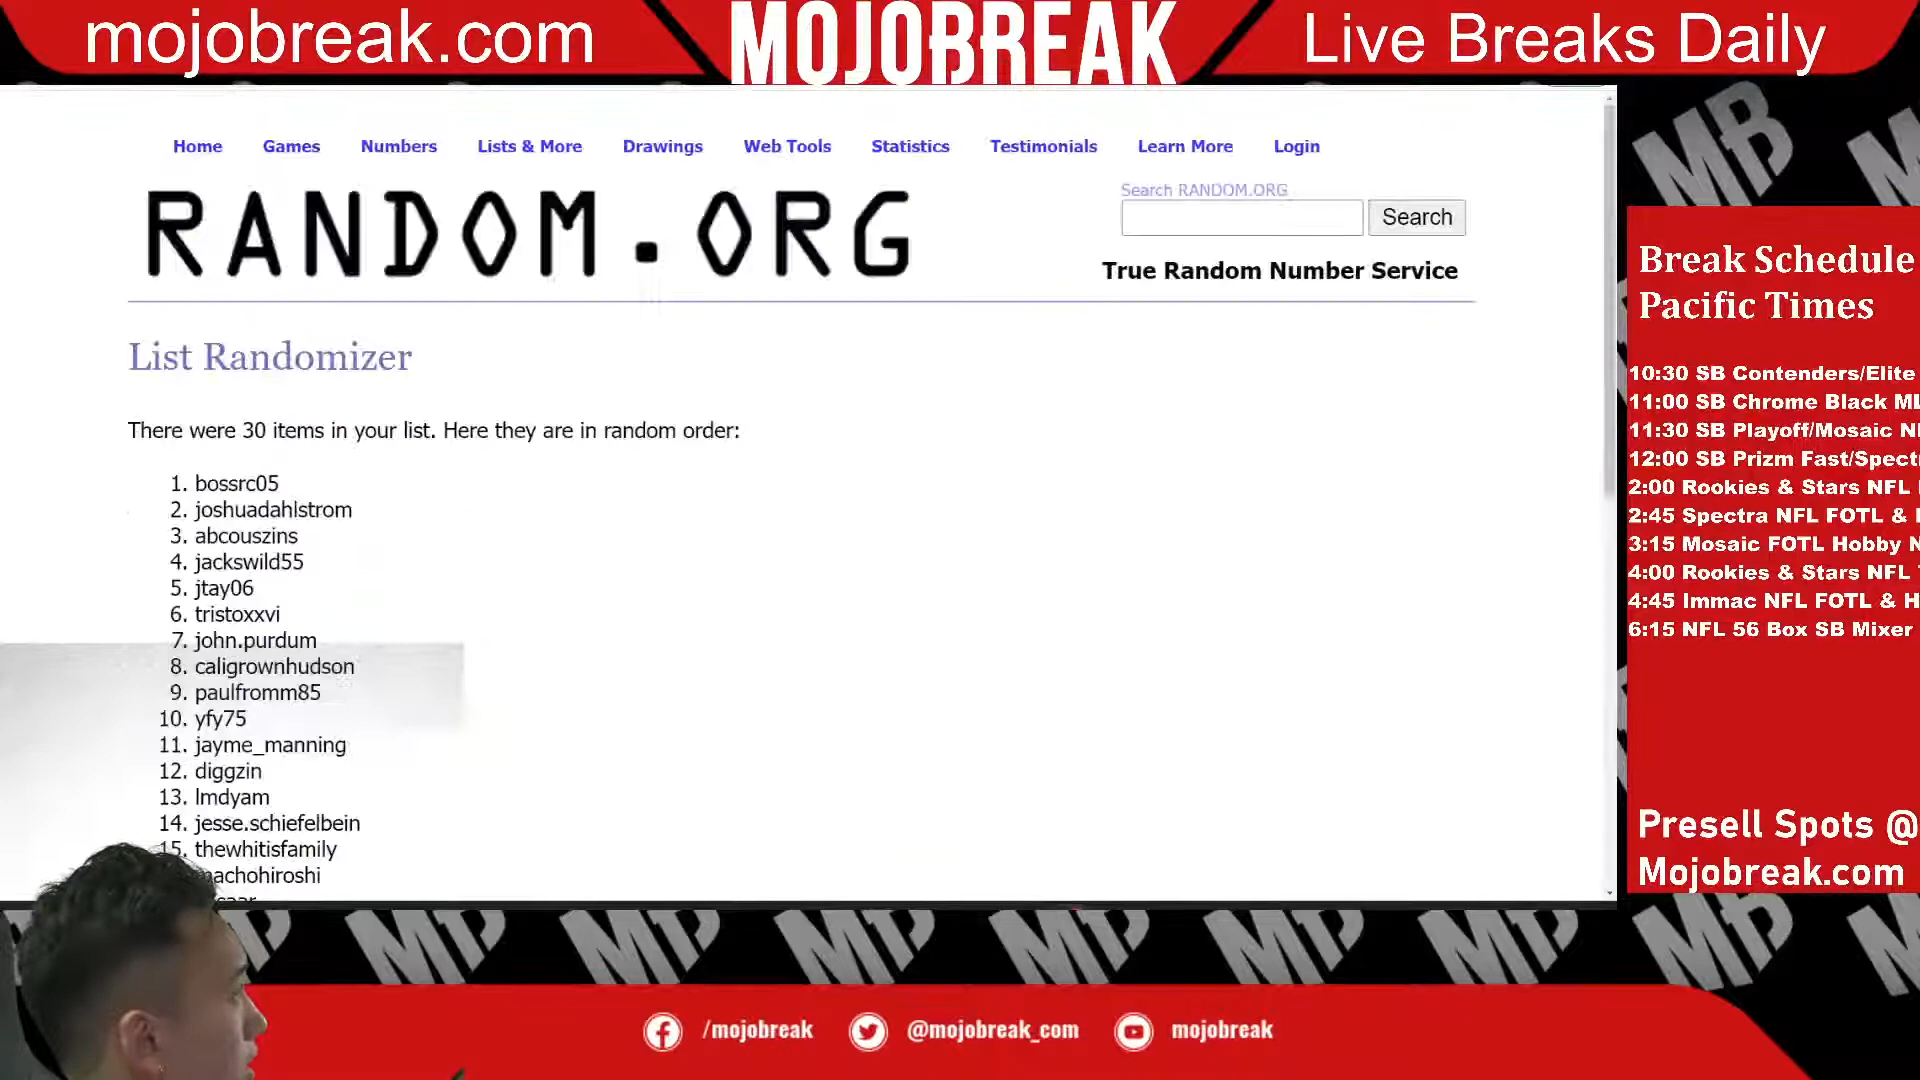 mojobreak.com
MOJOBREAK
Live Breaks Daily
Home Games Numbers Lists & More Drawings Web Tools Statistics Testimonials Learn More Login
RANDOM.ORG
Search RANDOM.ORG
Search
True Random Number Service
List Randomizer
There were 30 items in your list. Here they are in random order:
1. bossrc05
2. joshuadahlstrom
3. abcouszins
4. jackswild55
5. jtay06
6. tristoxxvi
7. john.purdum
8. caligrownhudson
9. paulfromm85
10. yfy75
11. jayme_manning
12. diggzin
13. lmdyam
14. jesse.schiefelbein
15. thewhitisfamily
Break Schedule
Pacific Times
10:30 SB Contenders/Elite
11:00 SB Chrome Black
11:30 SB Playoff/Mosaic
12:00 SB Prizm
2:00 Rookies & Stars NFL
2:45 Spectra NFL FOTL &
3:15 Mosaic FOTL Hobby
4:00 Rookies & Stars NFL
4:45 Immac NFL FOTL &
6:15 NFL 56 Box SB Mixer
Presell Spots @
Mojobreak.com
MB
/mojobreak
@mojobreak_com
mojobreak